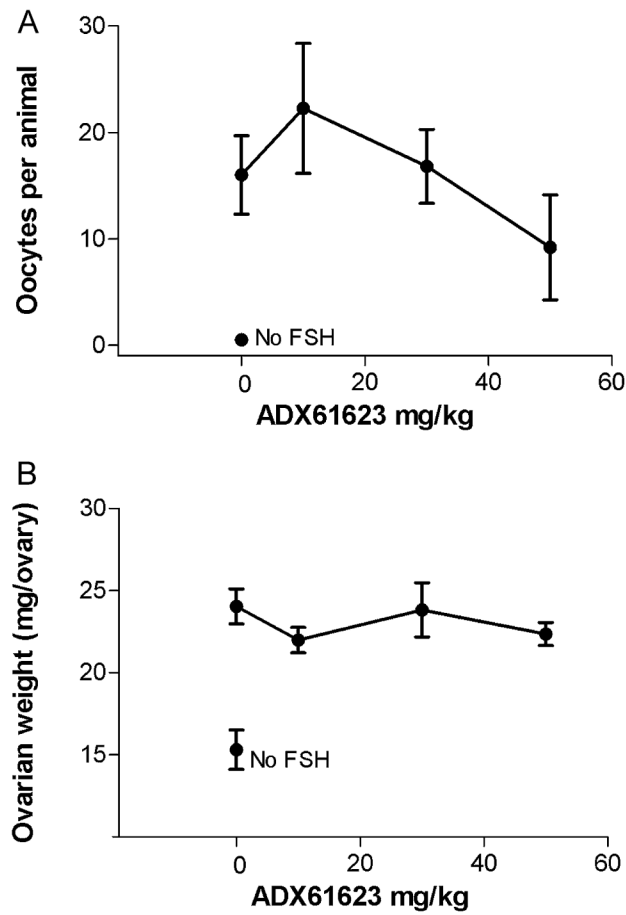 A
Oocytes per animal
30
20
10
0
No FSH
0 20 40 60
ADX61623 mg/kg
B
Ovarian weight (mg/ovary)
30
25
20
15
No FSH
0 20 40 60
ADX61623 mg/kg